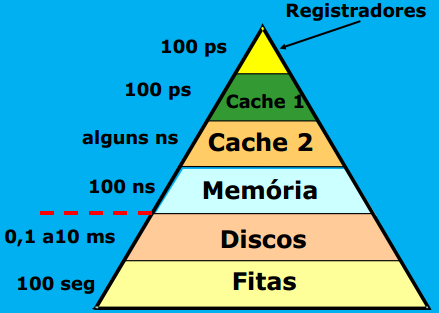 Registradores
100 ps
100 ps
Cache 1
alguns ns
Cache 2
100 ns
Memória
0,1 a10 ms
Discos
100 seg
Fitas